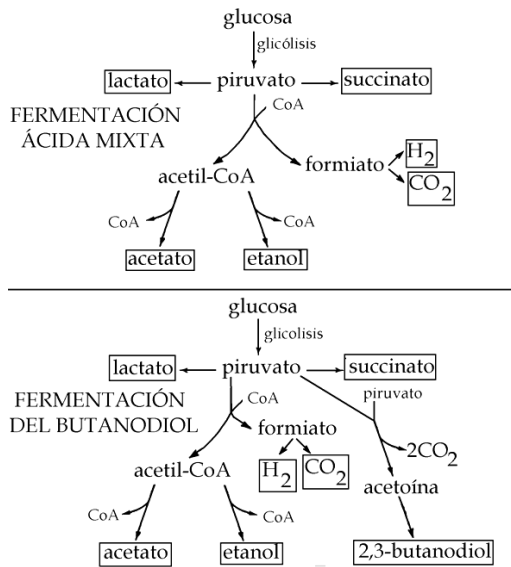 glucosa
glicólisis
lactato piruvato succinato
CoA
FERMENTACIÓN
ÁCIDA MIXTA
formiato H2
CO2
acetil-CoA
CoA CoA
acetato etanol
glucosa
glicolisis
lactato piruvato succinato
CoA piruvato
FERMENTACIÓN
DEL BUTANODIOL
formiato
2CO2
acetil-CoA H2 CO2
acetoína
CoA CoA
acetato etanol 2,3-butanodiol